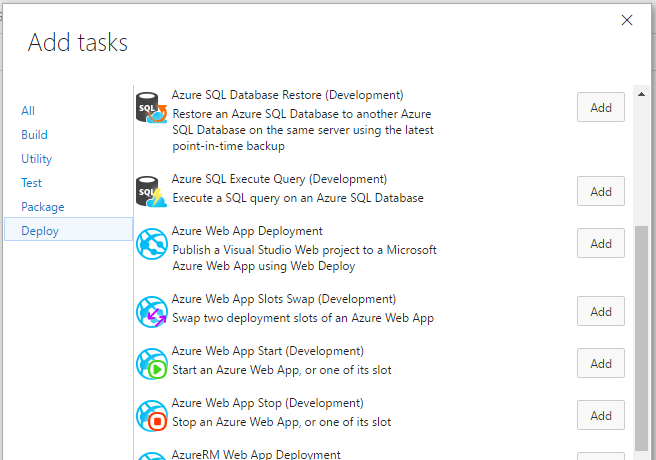 Add tasks
All
Build
Utility
Test
Package
Deploy
Azure SQL Database Restore (Development)
Restore an Azure SQL Database to another Azure
SQL Database on the same server using the latest
point-in-time backup
Add
Azure SQL Execute Query (Development)
Execute a SQL query on an Azure SQL Database
Add
Azure Web App Deployment
Publish a Visual Studio Web project to a Microsoft
Azure Web App using Web Deploy
Add
Azure Web App Slots Swap (Development)
Swap two deployment slots of an Azure Web App
Add
Azure Web App Start (Development)
Start an Azure Web App, or one of its slot
Add
Azure Web App Stop (Development)
Stop an Azure Web App, or one of its slot
Add
AzureRM Web App Deployment
SQL
SQL